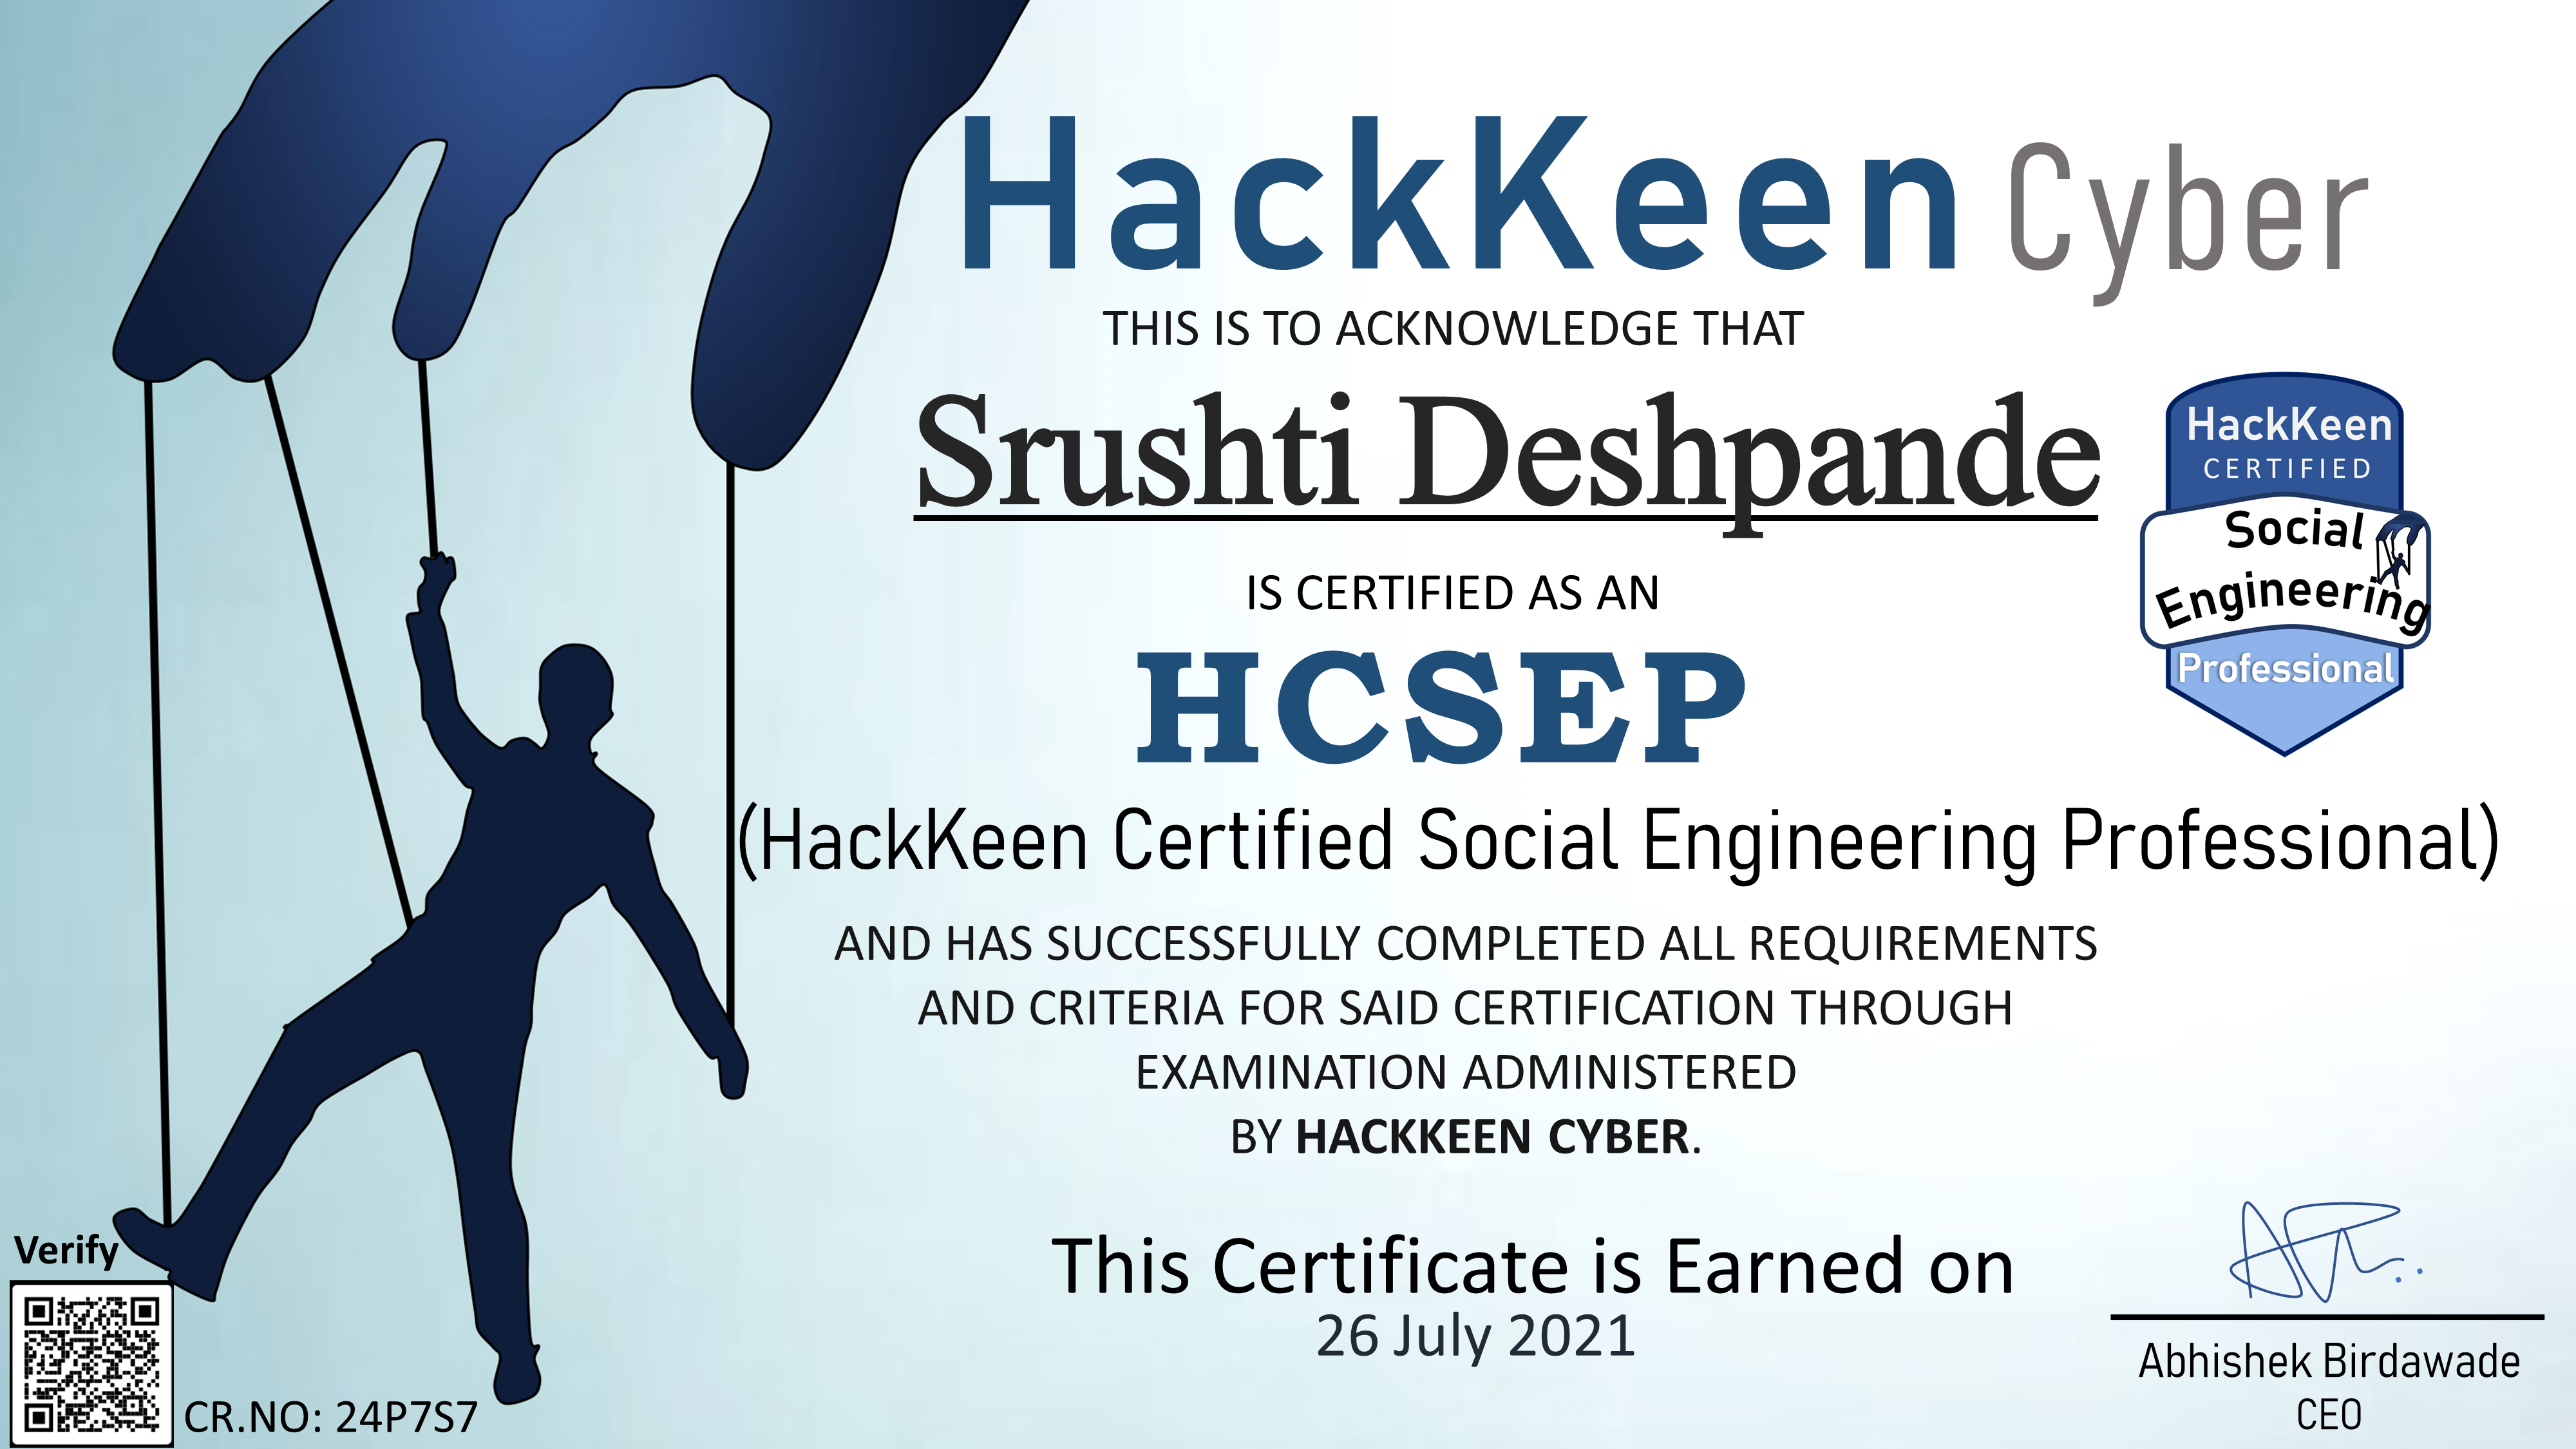 HackKeen Cyber
THIS IS TO ACKNOWLEDGE THAT
Srushti Deshpande
HackKeen
CERTIFIED
Social
Engineering
Professional
IS CERTIFIED AS AN
HCSEP
(HackKeen Certified Social Engineering Professional)
AND HAS SUCCESSFULLY COMPLETED ALL REQUIREMENTS
AND CRITERIA FOR SAID CERTIFICATION THROUGH
EXAMINATION ADMINISTERED
BY HACKKEEN CYBER.
This Certificate is Earned on
26 July 2021
Abhishek Birdawade
CEO
Verify
CR.NO: 24P7S7